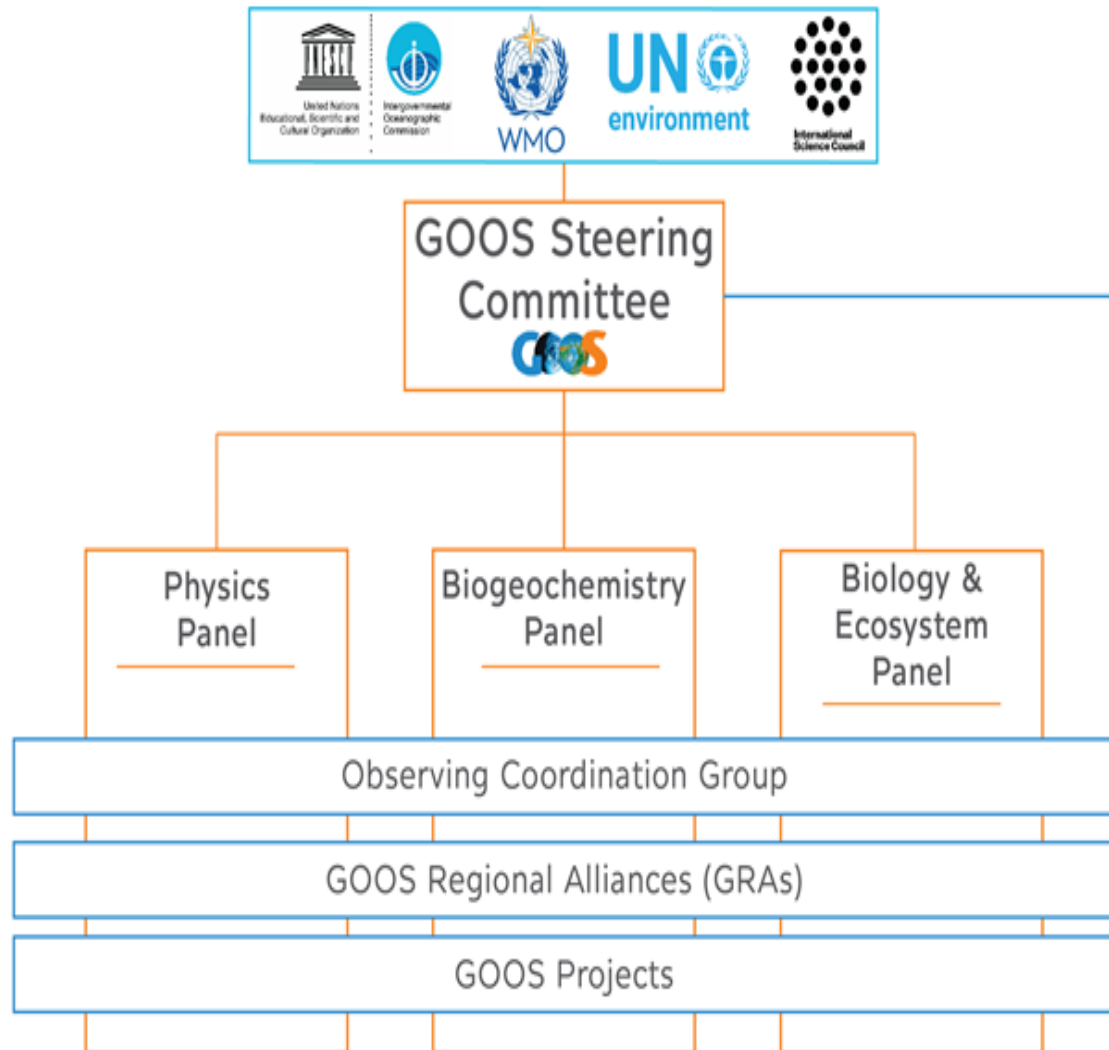 United Nations
Educational, Scientific and
Cultural Organization
Intergovernmental
Oceanographic
Commission
WMO
UN
environment
International
Science Council
GOOS Steering
Committee
GOOS
Physics
Panel
Biogeochemistry
Panel
Biology &
Ecosystem
Panel
Observing Coordination Group
GOOS Regional Alliances (GRAs)
GOOS Projects